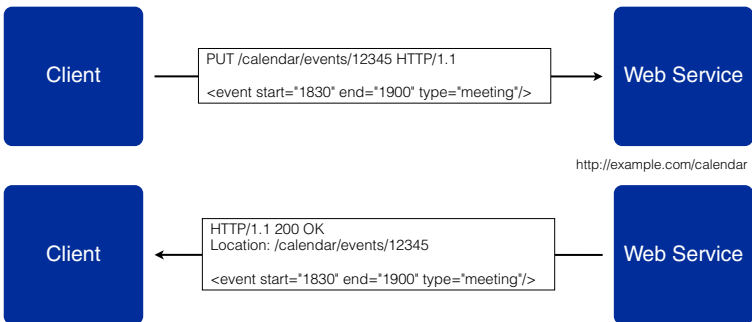 Client
PUT /calendar/events/12345 HTTP/1.1
<event start="1830" end="1900" type="meeting"/>
Web Service
http://example.com/calendar
Client
HTTP/1.1 200 OK
Location: /calendar/events/12345
<event start="1830" end="1900" type="meeting"/>
Web Service